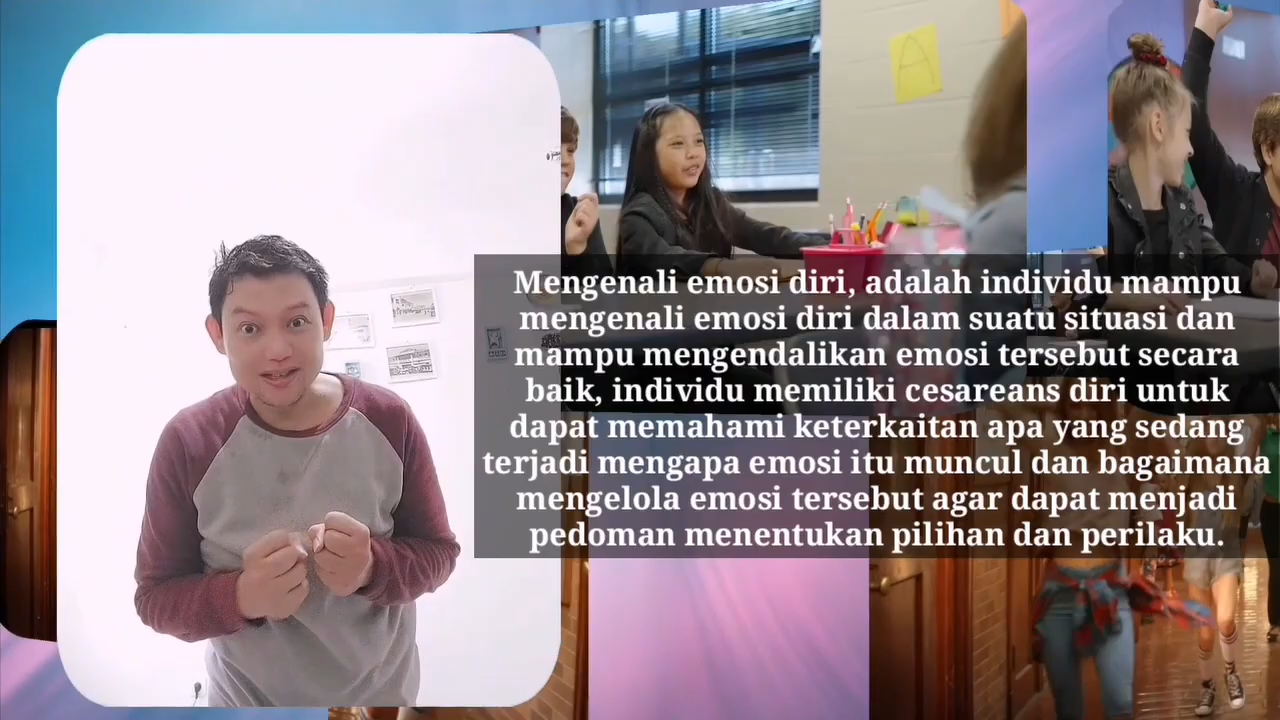 A
Mengenali emosi diri, adalah individu mampu
mengenali emosi diri dalam suatu situasi dan
mampu mengendalikan emosi tersebut secara
baik, individu memiliki cesareans diri untuk
dapat memahami keterkaitan apa yang sedang
terjadi mengapa emosi itu muncul dan bagaimana
mengelola emosi tersebut agar dapat menjadi
pedoman menentukan pilihan dan perilaku.